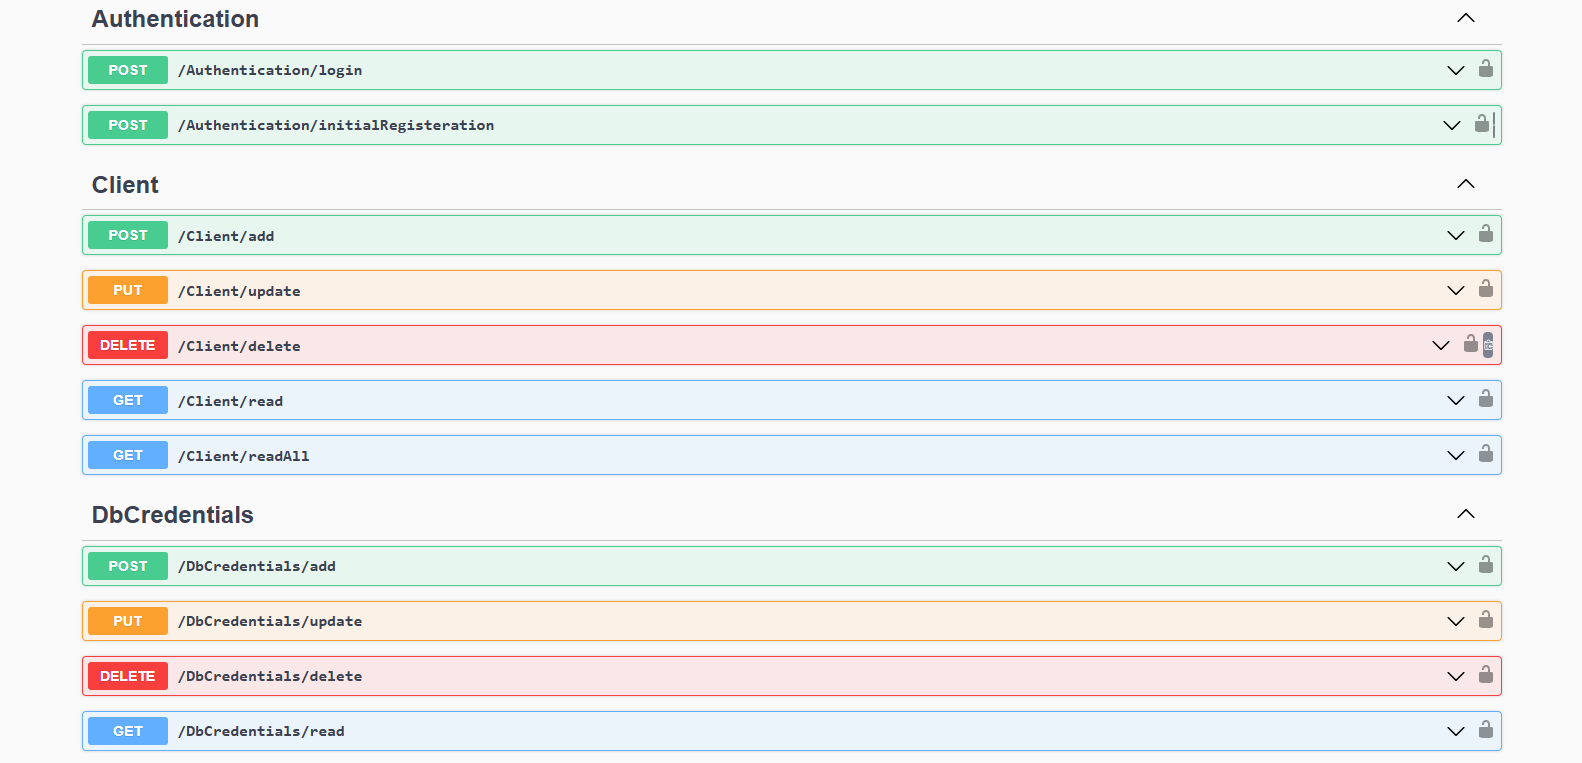 Authentication
POST /Authentication/login
POST /Authentication/initialRegisteration
Client
POST /Client/add
PUT /Client/update
DELETE /Client/delete
GET /Client/read
GET /Client/readAll
DbCredentials
POST /DbCredentials/add
PUT /DbCredentials/update
DELETE /DbCredentials/delete
GET /DbCredentials/read